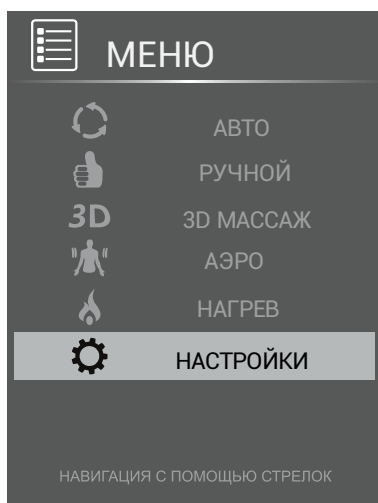 МЕНЮ
АВТО
РУЧНОЙ
3D 3D МАССАЖ
АЭРО
НАГРЕВ
НАСТРОЙКИ
НАВИГАЦИЯ С ПОМОЩЬЮ СТРЕЛОК